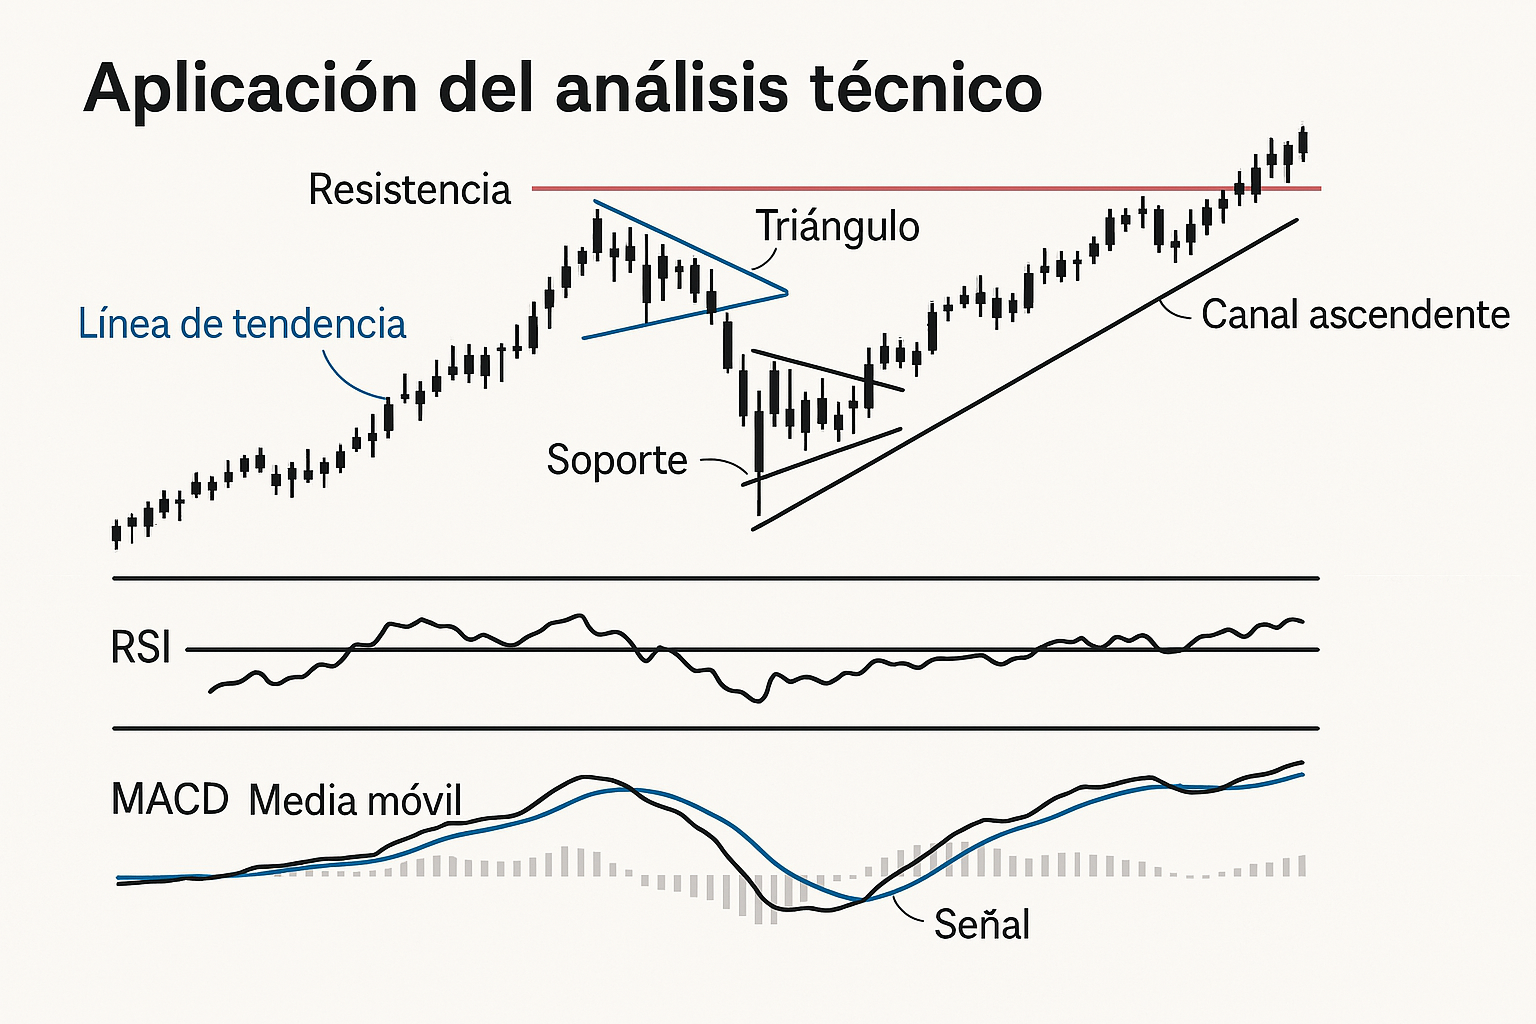 Aplicación del análisis técnico
Resistencia
Triángulo
Línea de tendencia
Canal ascendente
Soporte
RSI
MACD Media móvil
Señal